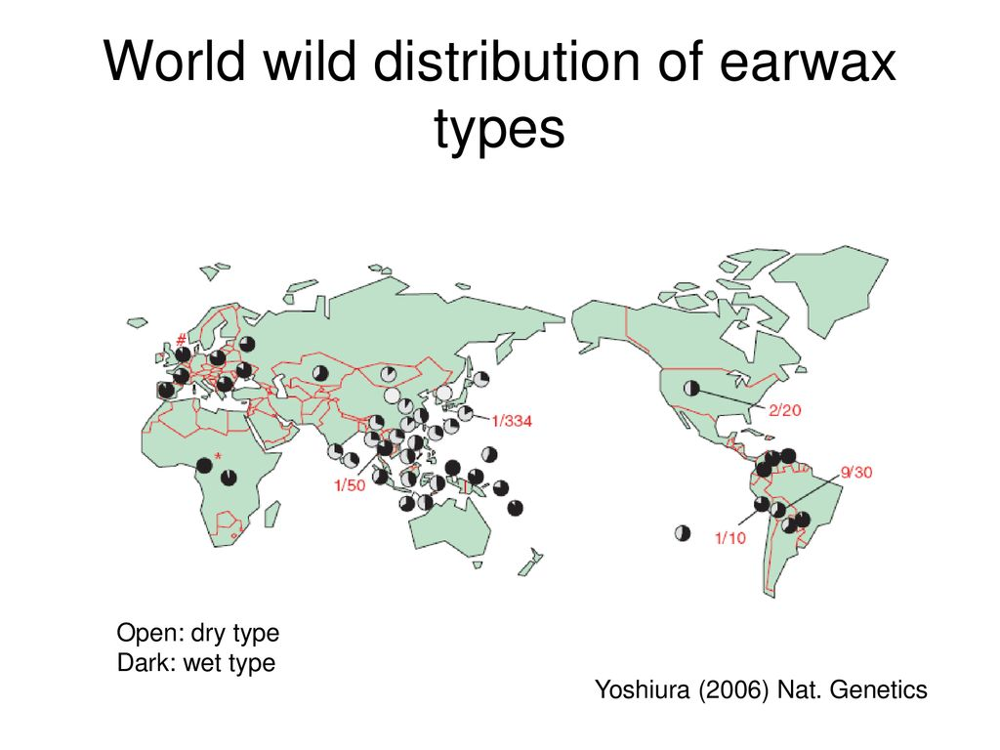 World wild distribution of earwax
types
#
2/20
1/334
*
9/30
1/50
1/10
Open: dry type
Dark: wet type
Yoshiura (2006) Nat. Genetics